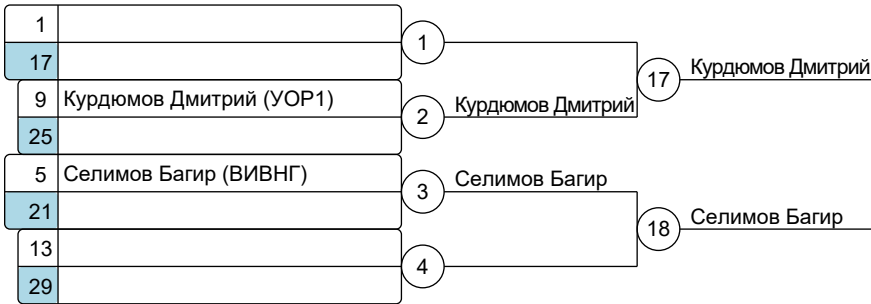 1
17
1
9 Курдюмов Дмитрий (УОР1)
25
2 Курдюмов Дмитрий
17 Курдюмов Дмитрий
5 Селимов Багир (ВИВНГ)
21
3 Селимов Багир
13
29
4
18 Селимов Багир